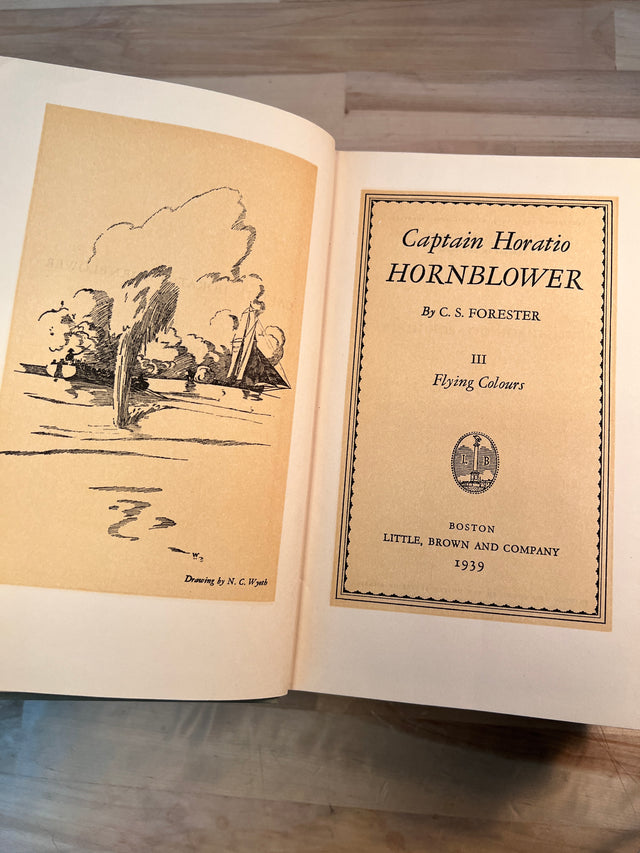 Drawing by N. C. Wyeth
Captain Horatio
HORNBLOWER
By C. S. FORESTER
III
Flying Colours
L B
BOSTON
LITTLE, BROWN AND COMPANY
1939